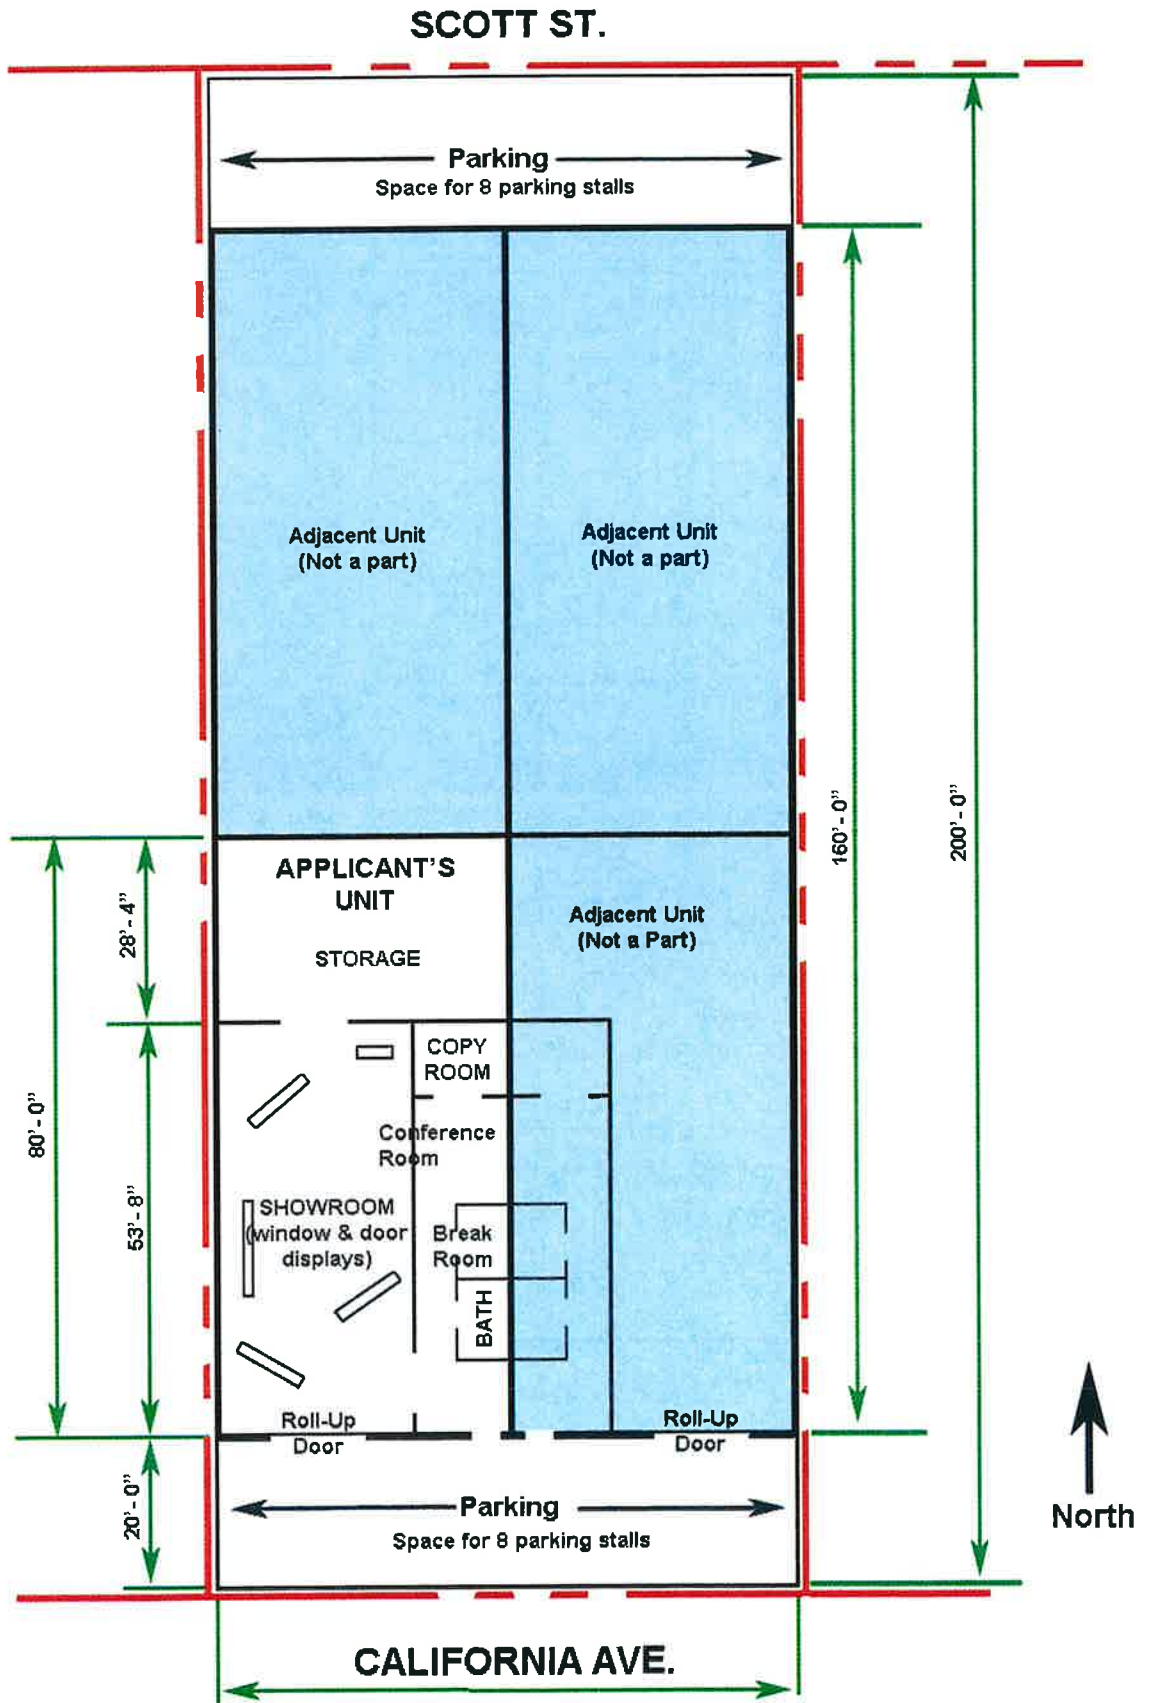 SCOTT ST.
Parking
Space for 8 parking stalls
Adjacent Unit
(Not a part)
Adjacent Unit
(Not a part)
160'- 0"
200'- 0"
APPLICANT'S
UNIT
STORAGE
Adjacent Unit
(Not a Part)
28'- 4"
80'- 0"
53'- 8"
COPY
ROOM
Conference
Room
SHOWROOM
(window & door
displays)
Break
Room
BATH
Roll-Up
Door
Roll-Up
Door
20'- 0"
Parking
Space for 8 parking stalls
North
CALIFORNIA AVE.